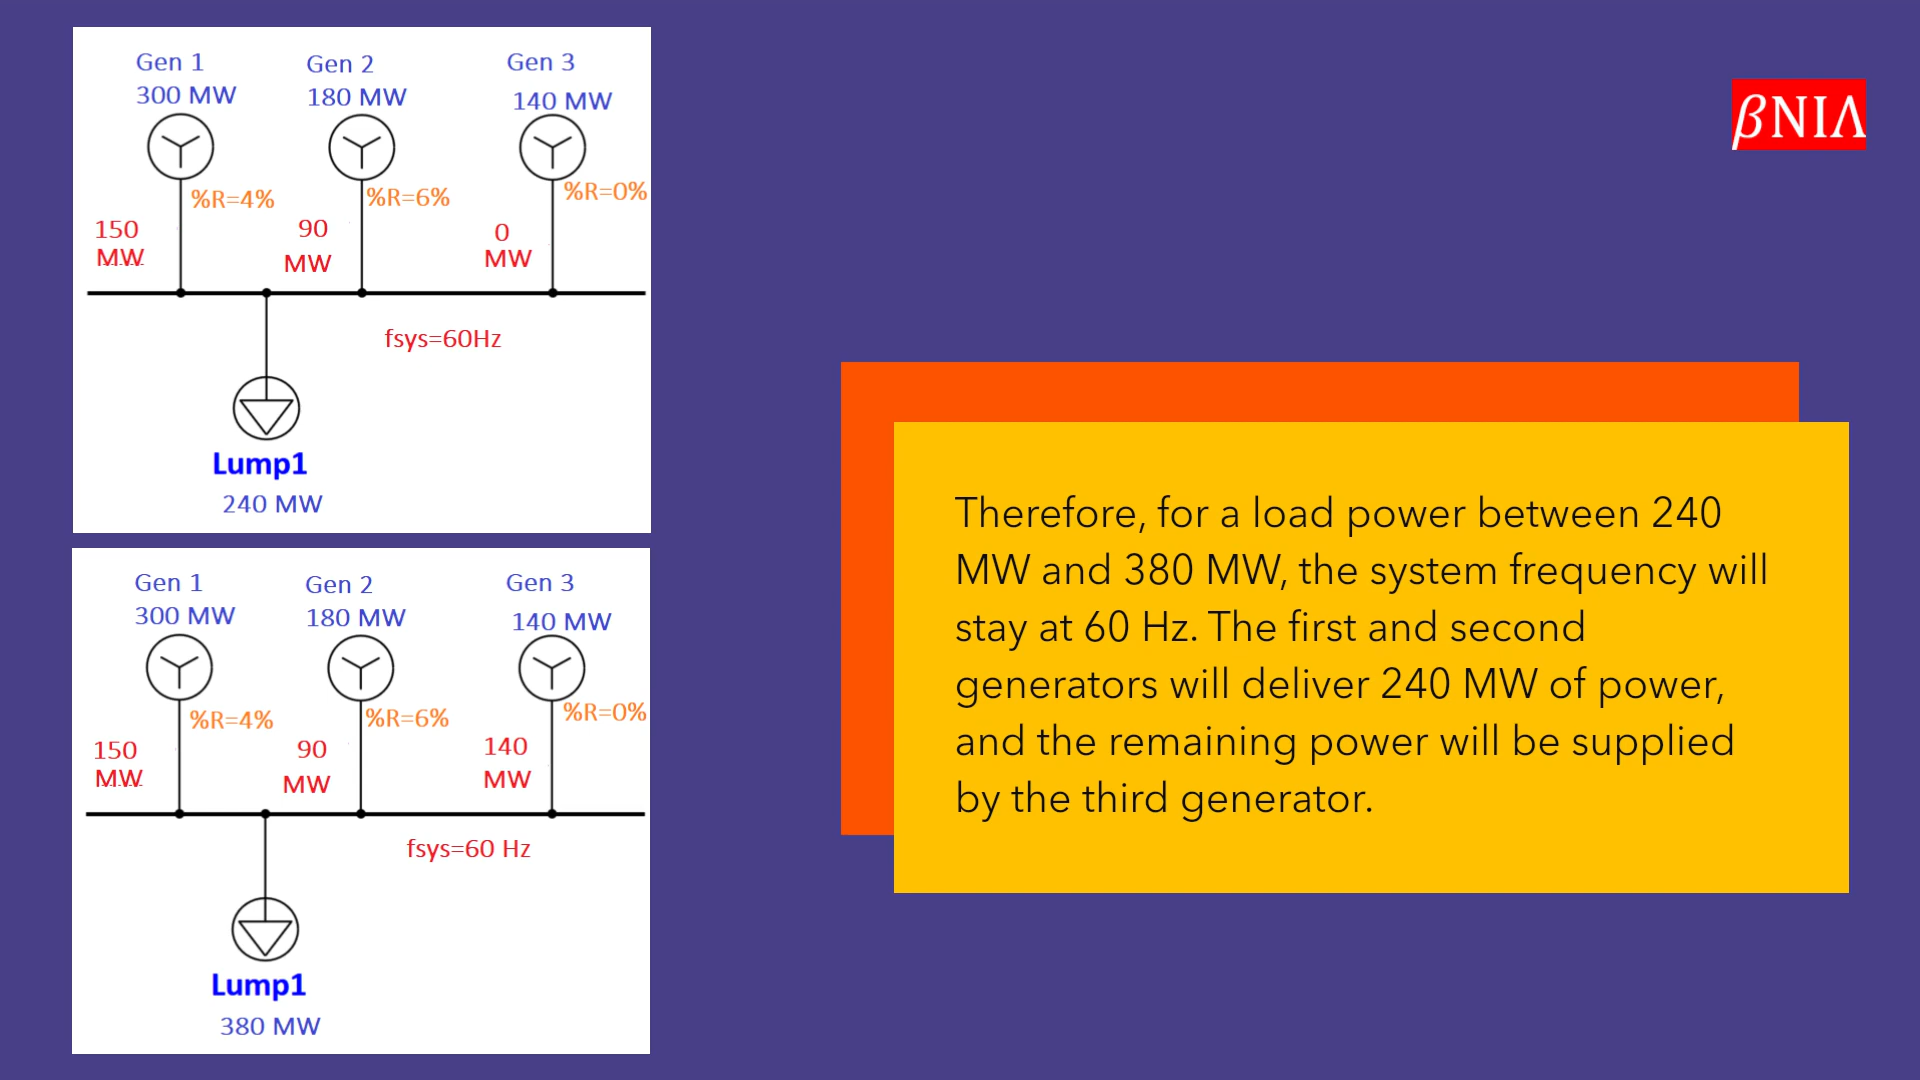 Gen 1
300 MW
Gen 2
180 MW
Gen 3
140 MW
%R=4%
%R=6%
%R=0%
150
MW
90
MW
0
MW
fsys=60Hz
Lump1
240 MW
Gen 1
300 MW
Gen 2
180 MW
Gen 3
140 MW
%R=4%
%R=6%
%R=0%
150
MW
90
MW
140
MW
fsys=60 Hz
Lump1
380 MW
βNIΛ
Therefore, for a load power between 240
MW and 380 MW, the system frequency will
stay at 60 Hz. The first and second
generators will deliver 240 MW of power,
and the remaining power will be supplied
by the third generator.